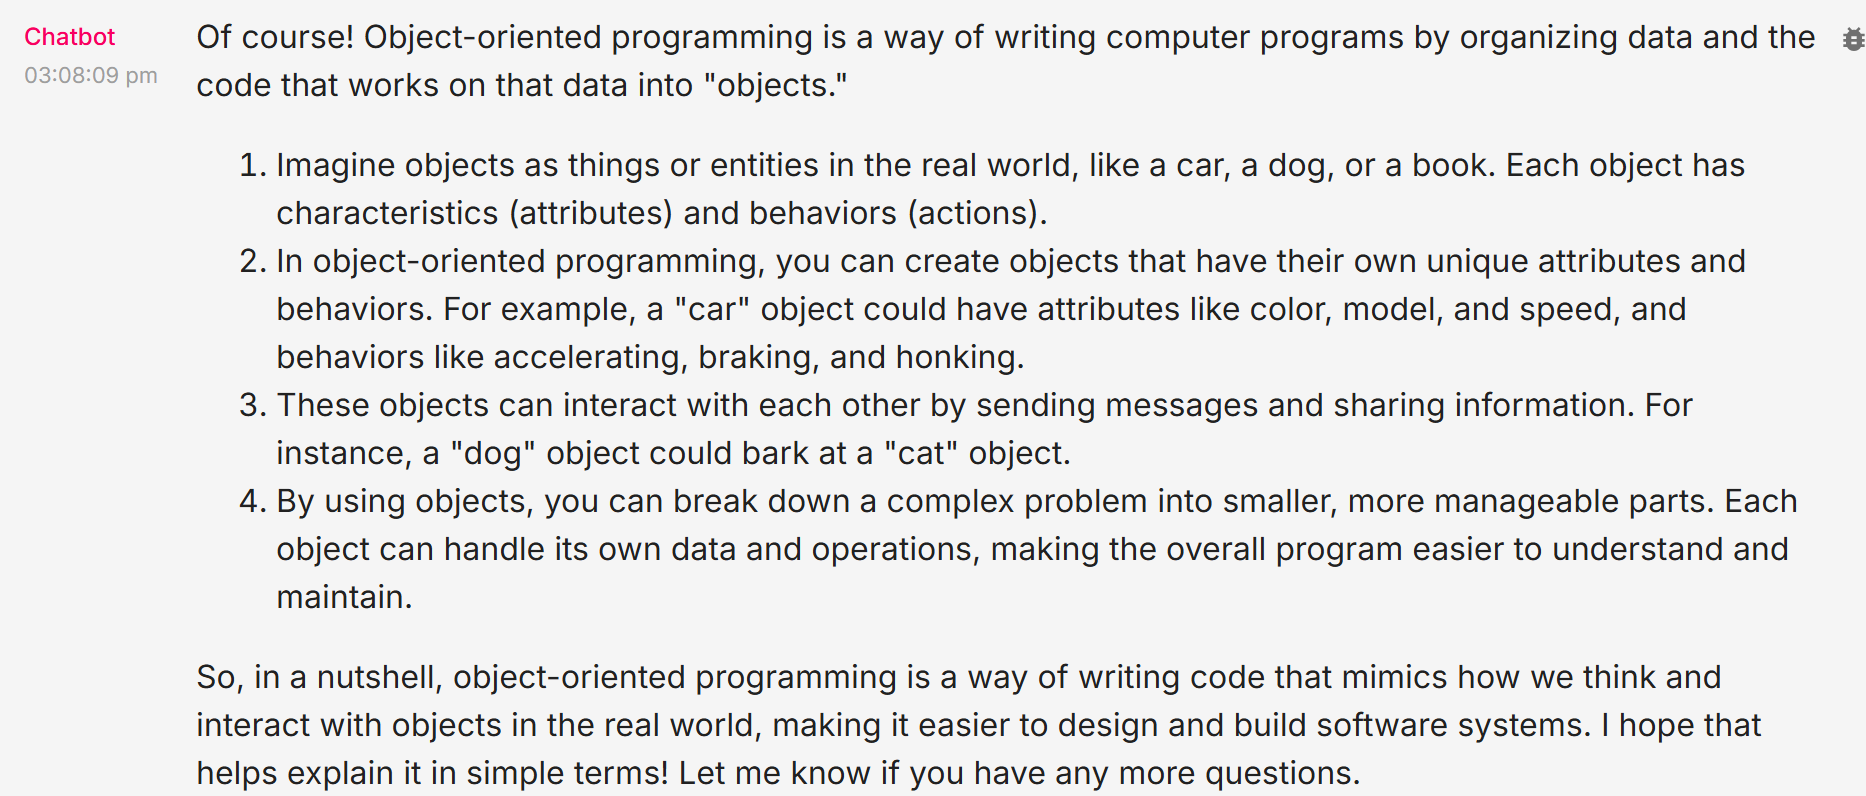 Chatbot
03:08:09 pm
Of course! Object-oriented programming is a way of writing computer programs by organizing data and the
code that works on that data into "objects."
1. Imagine objects as things or entities in the real world, like a car, a dog, or a book. Each object has
characteristics (attributes) and behaviors (actions).
2. In object-oriented programming, you can create objects that have their own unique attributes and
behaviors. For example, a "car" object could have attributes like color, model, and speed, and
behaviors like accelerating, braking, and honking.
3. These objects can interact with each other by sending messages and sharing information. For
instance, a "dog" object could bark at a "cat" object.
4. By using objects, you can break down a complex problem into smaller, more manageable parts. Each
object can handle its own data and operations, making the overall program easier to understand and
maintain.
So, in a nutshell, object-oriented programming is a way of writing code that mimics how we think and
interact with objects in the real world, making it easier to design and build software systems. I hope that
helps explain it in simple terms! Let me know if you have any more questions.